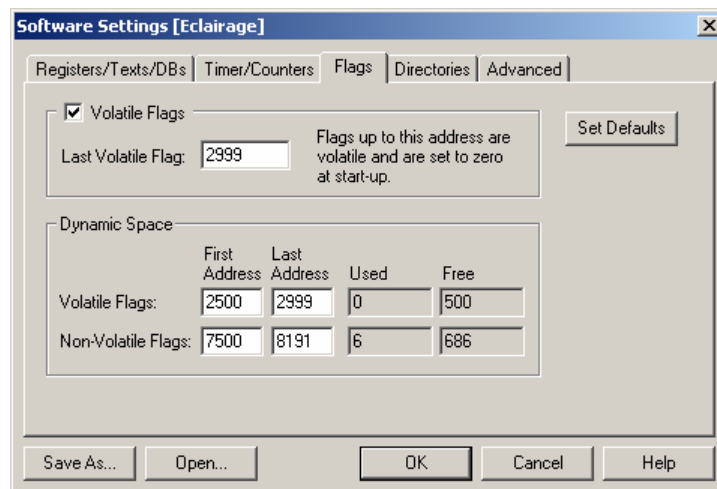 Software Settings [Eclairage]
Registers/Texts/DBs Timer/Counters Flags Directories Advanced
Volatile Flags
Last Volatile Flag: 2999
Flags up to this address are
volatile and are set to zero
at start-up.
Set Defaults
Dynamic Space
First Address Last Address Used Free
Volatile Flags: 2500 2999 0 500
Non-Volatile Flags: 7500 8191 6 686
Save As... Open... OK Cancel Help